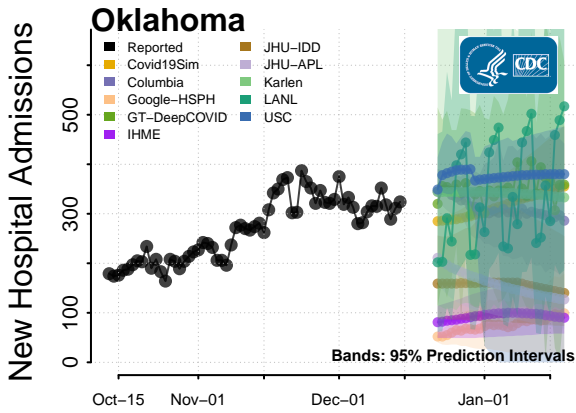 Oklahoma
New Hospital Admissions
500
300
100
0
Reported
Covid19Sim
Columbia
Google−HSPH
GT−DeepCOVID
IHME
JHU−IDD
JHU−APL
Karlen
LANL
USC
CDC
Bands: 95% Prediction Intervals
Oct−15
Nov−01
Dec−01
Jan−01